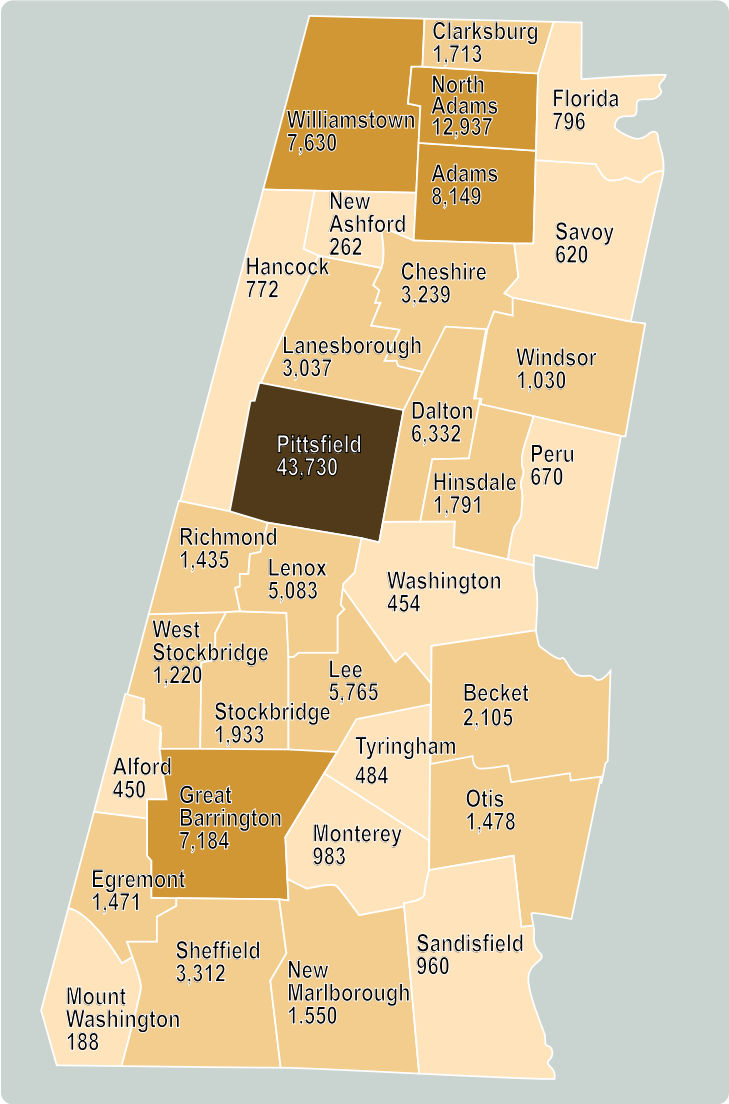 Clarksburg
1,713
North
Adams
12,937
Florida
796
Williamstown
7,630
Adams
8,149
New
Ashford
262
Savoy
620
Hancock
772
Cheshire
3,239
Lanesborough
3,037
Windsor
1,030
Dalton
6,332
Pittsfield
43,730
Peru
670
Hinsdale
1,791
Richmond
1,435
Lenox
5,083
Washington
454
West
Stockbridge
1,220
Lee
5,765
Becket
2,105
Stockbridge
1,933
Tyringham
484
Alford
450
Great
Barrington
7,184
Otis
1,478
Monterey
983
Egremont
1,471
Sheffield
3,312
Sandisfield
960
New
Marlborough
1.550
Mount
Washington
188